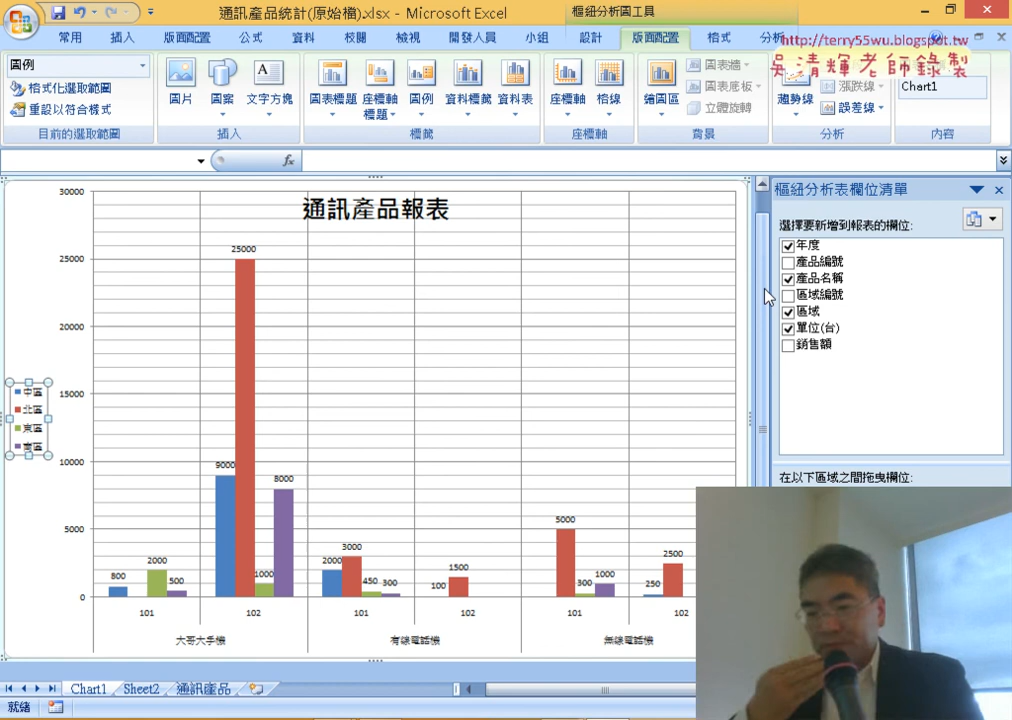 通訊產品統計(原始檔).xlsx - Microsoft Excel
樞紐分析圖工具
常用 插入 版面配置 公式 資料 校閱 檢視 開發人員 小組 設計 版面配置 格式 分析
http://terry55wu.blogspot.tw
吳清輝老師錄製
圖例
格式化選取範圍
重設以符合樣式
目前的選取範圍
圖片 圖案 文字方塊
插入
圖表標題 座標軸標題 圖例 資料標籤 資料表
標籤
座標軸 格線
座標軸
繪圖區 圖表牆 圖表底板 立體旋轉
背景
趨勢線 漲跌線 誤差線
分析
Chart1
內容
fx
通訊產品報表
30000
25000
20000
15000
10000
5000
0
中區
北區
東區
南區
800 2000 500
9000 25000 1000 8000
2000 3000 450 300
100 1500
5000 300 1000
250 2500
101 102 101 102 101 102
大哥大手機 有線電話機 無線電話機
樞紐分析表欄位清單
選擇要新增到報表的欄位:
年度
產品編號
產品名稱
區域編號
區域
單位(台)
銷售額
在以下區域之間拖曳欄位:
Chart1 Sheet2 通訊產品
就緒